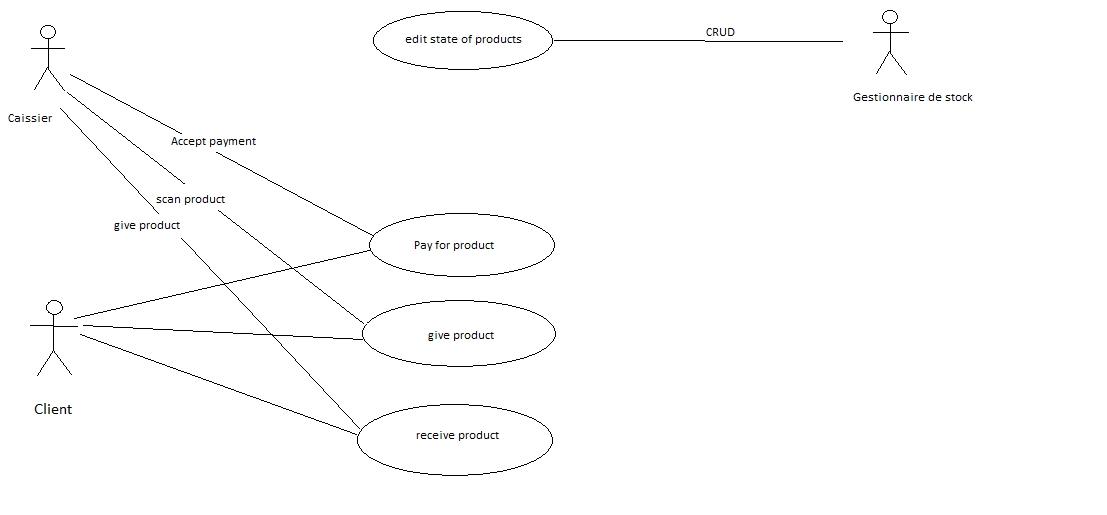 edit state of products
CRUD
Gestionnaire de stock
Caissier
Accept payment
scan product
give product
Pay for product
give product
Client
receive product